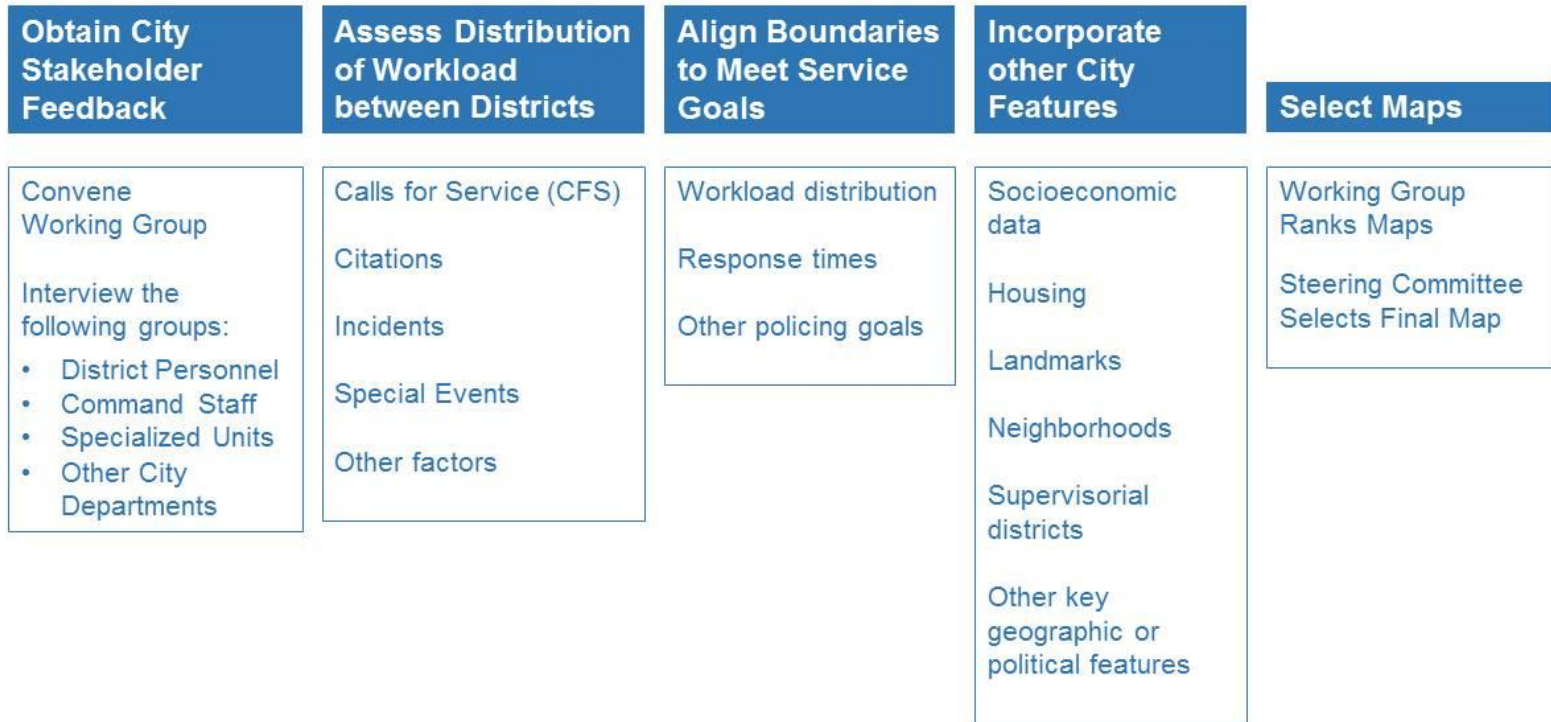 Obtain City
Stakeholder
Feedback
Convene
Working Group
Interview the
following groups:
• District Personnel
• Command Staff
• Specialized Units
• Other City
Departments
Assess Distribution
of Workload
between Districts
Calls for Service (CFS)
Citations
Incidents
Special Events
Other factors
Align Boundaries
to Meet Service
Goals
Workload distribution
Response times
Other policing goals
Incorporate
other City
Features
Socioeconomic
data
Housing
Landmarks
Neighborhoods
Supervisorial
districts
Other key
geographic or
political features
Select Maps
Working Group
Ranks Maps
Steering Committee
Selects Final Map